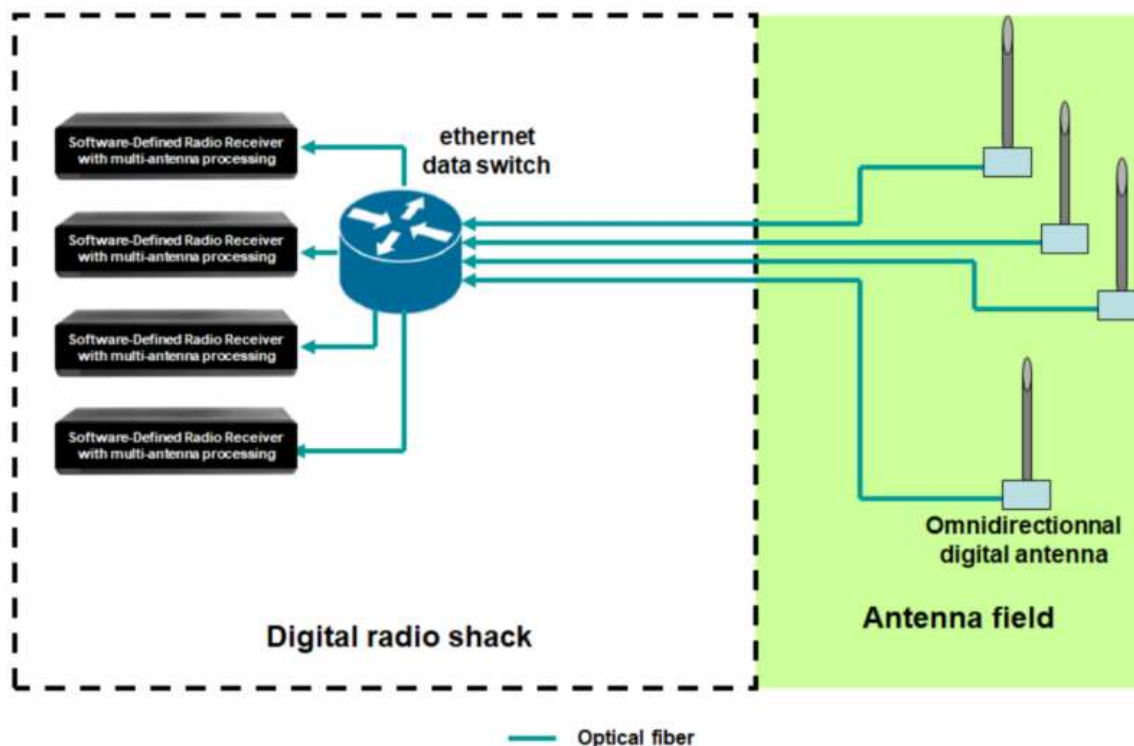 Software-Defined Radio Receiver
with multi-antenna processing
ethernet
data switch
Software-Defined Radio Receiver
with multi-antenna processing
Software-Defined Radio Receiver
with multi-antenna processing
Software-Defined Radio Receiver
with multi-antenna processing
Omnidirectionnal
digital antenna
Digital radio shack
Antenna field
Optical fiber